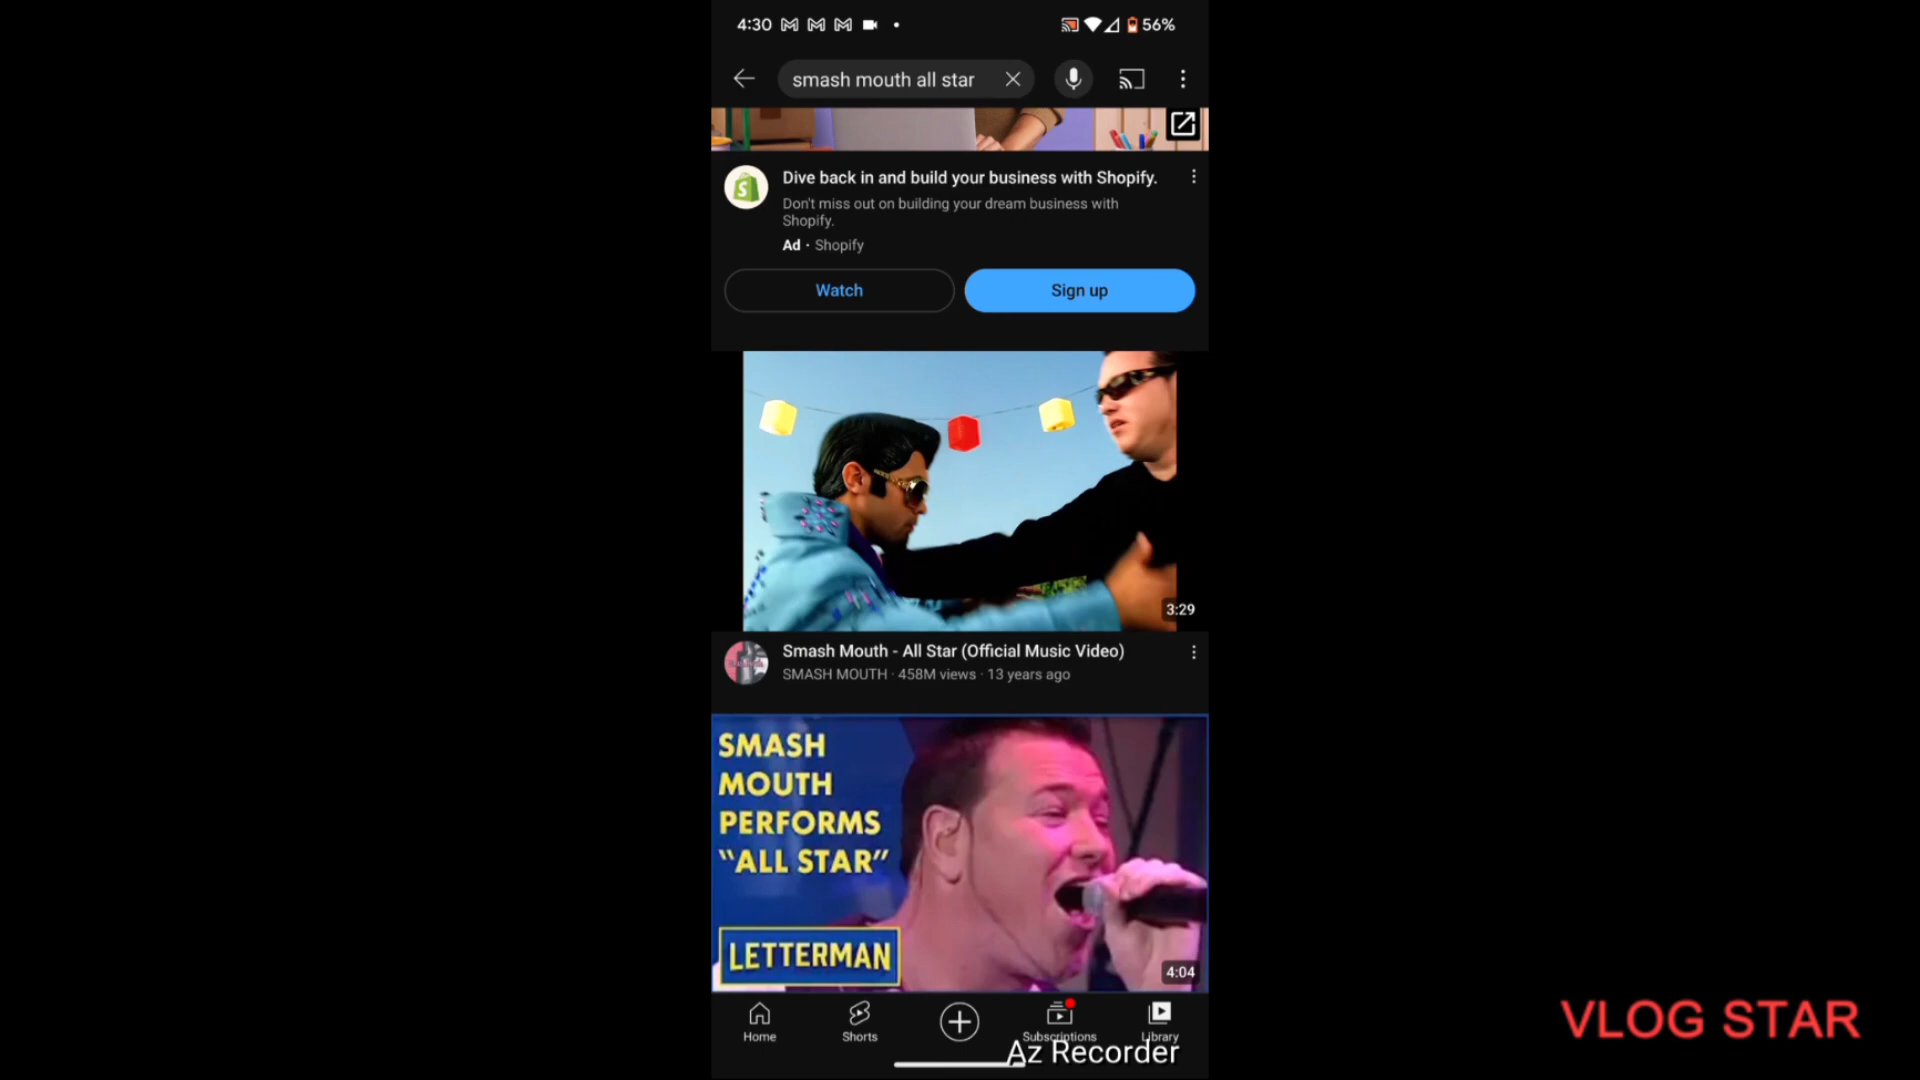 4:30
56%
smash mouth all star
Dive back in and build your business with Shopify.
Don't miss out on building your dream business with
Shopify.
Ad · Shopify
Watch
Sign up
3:29
Smash Mouth - All Star (Official Music Video)
SMASH MOUTH · 458M views · 13 years ago
SMASH
MOUTH
PERFORMS
“ALL STAR”
LETTERMAN
4:04
Home
Shorts
Subscriptions
Library
Az Recorder
VLOG STAR